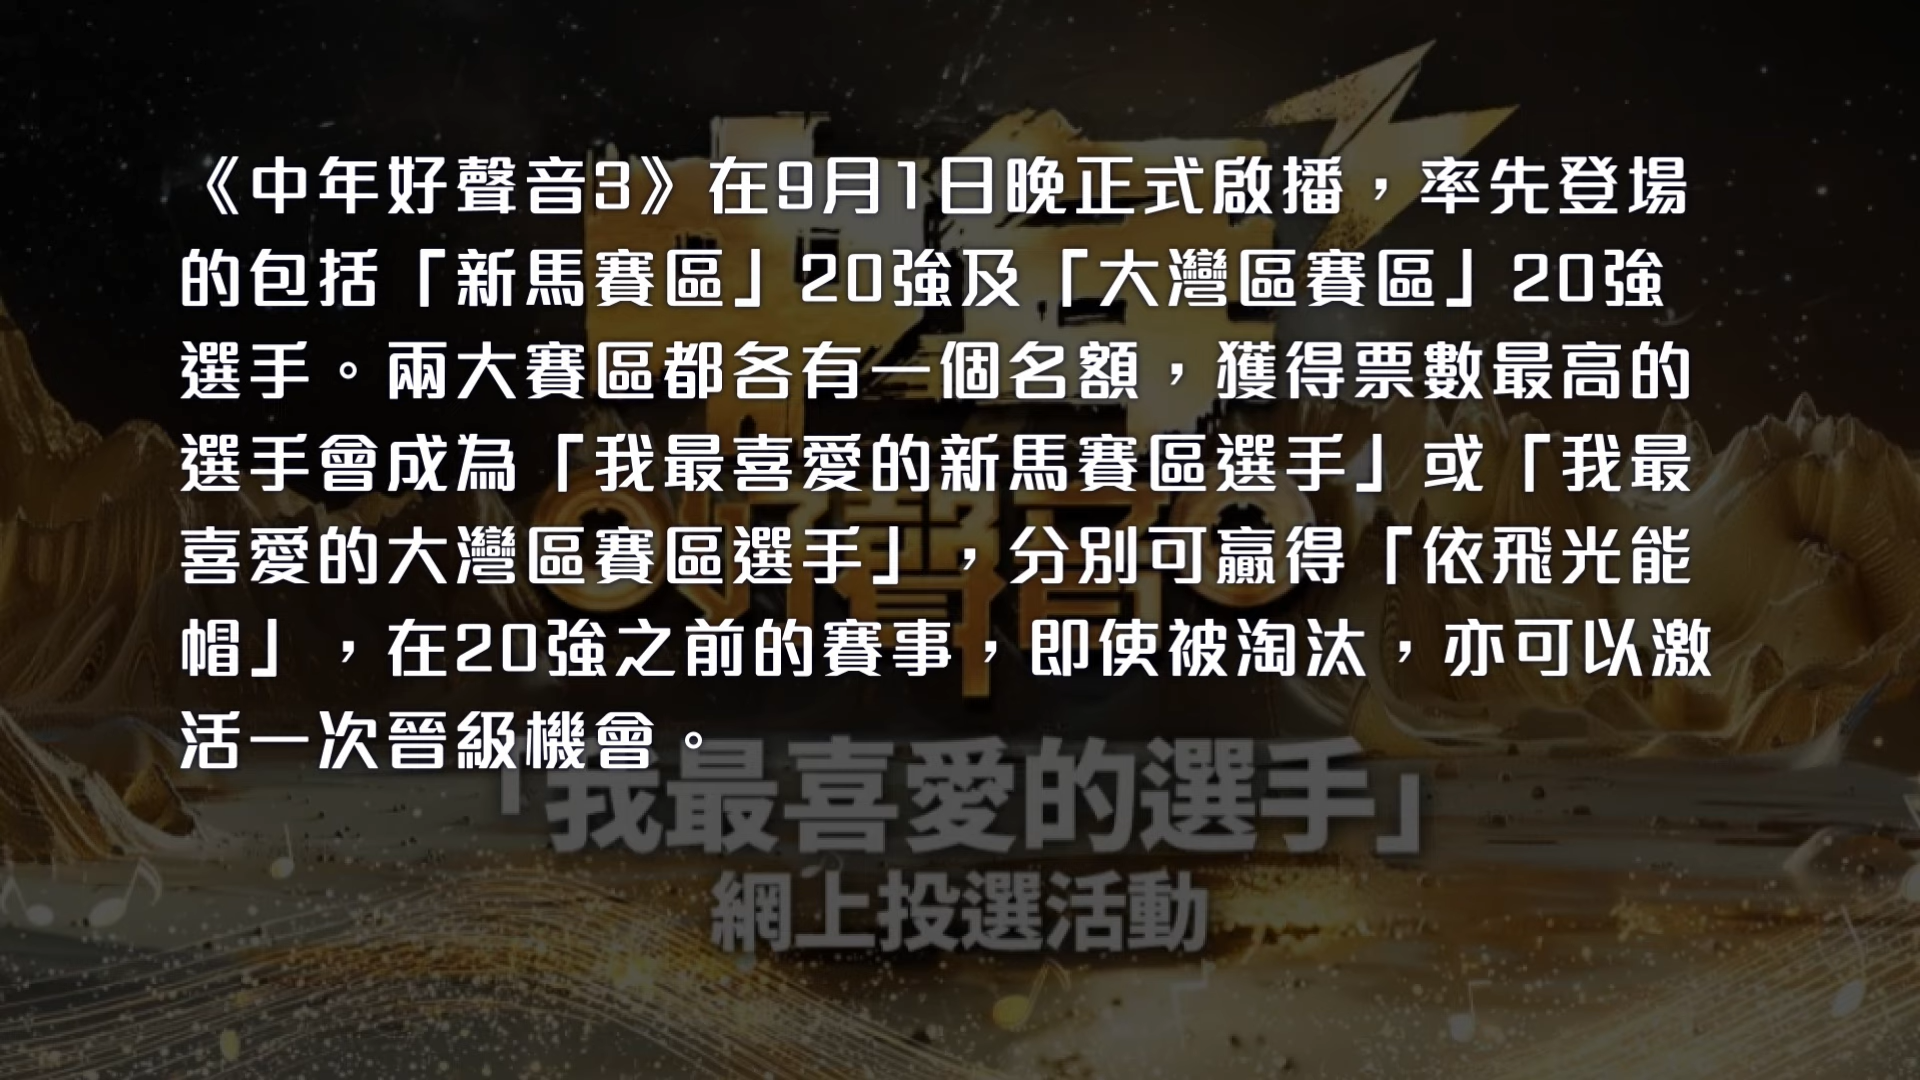 《中年好聲音3》在9月1日晚正式啟播，率先登場
的包括「新馬賽區」20強及「大灣區賽區」20強
選手。兩大賽區都各有一個名額，獲得票數最高的
選手會成為「我最喜愛的新馬賽區選手」或「我最
喜愛的大灣區賽區選手」，分別可贏得「依飛光能
帽」，在20強之前的賽事，即使被淘汰，亦可以激
活一次晉級機會。
好聲音
「我最喜愛的選手」
網上投選活動